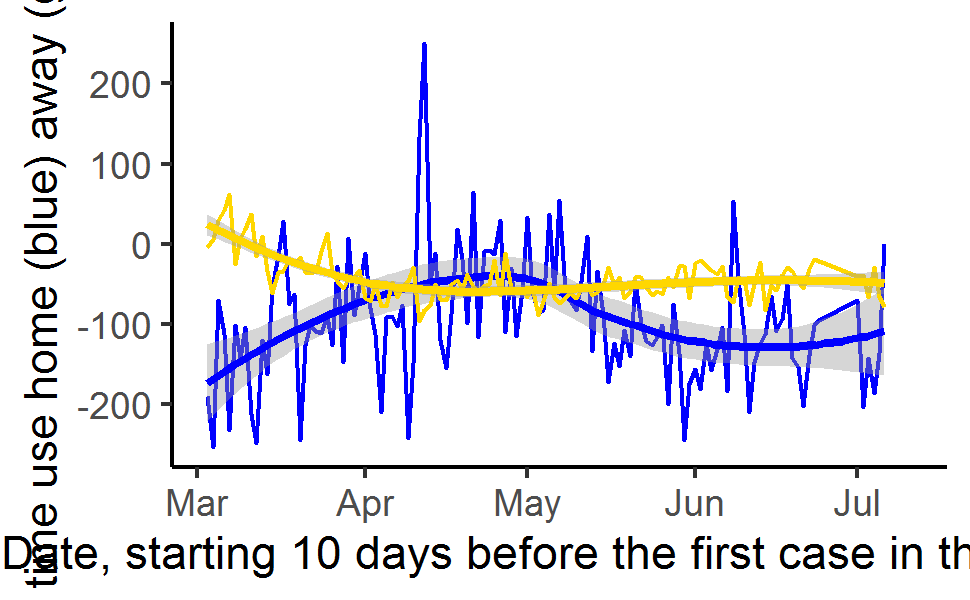 time use home (blue) away (
200
100
0
-100
-200
Mar Apr May Jun Jul
Date, starting 10 days before the first case in th